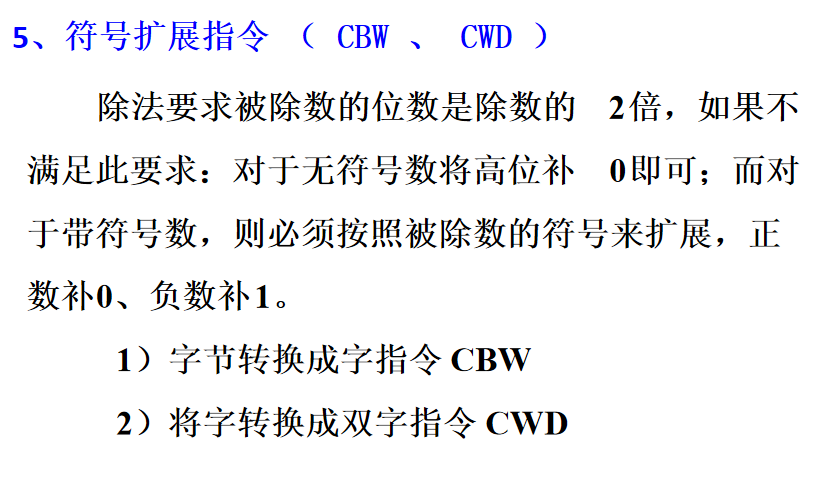 5、符号扩展指令 （ CBW 、 CWD ）
除法要求被除数的位数是除数的 2倍，如果不
满足此要求：对于无符号数将高位补 0即可；而对
于带符号数，则必须按照被除数的符号来扩展，正
数补0、负数补1。
1）字节转换成字指令 CBW
2）将字转换成双字指令 CWD